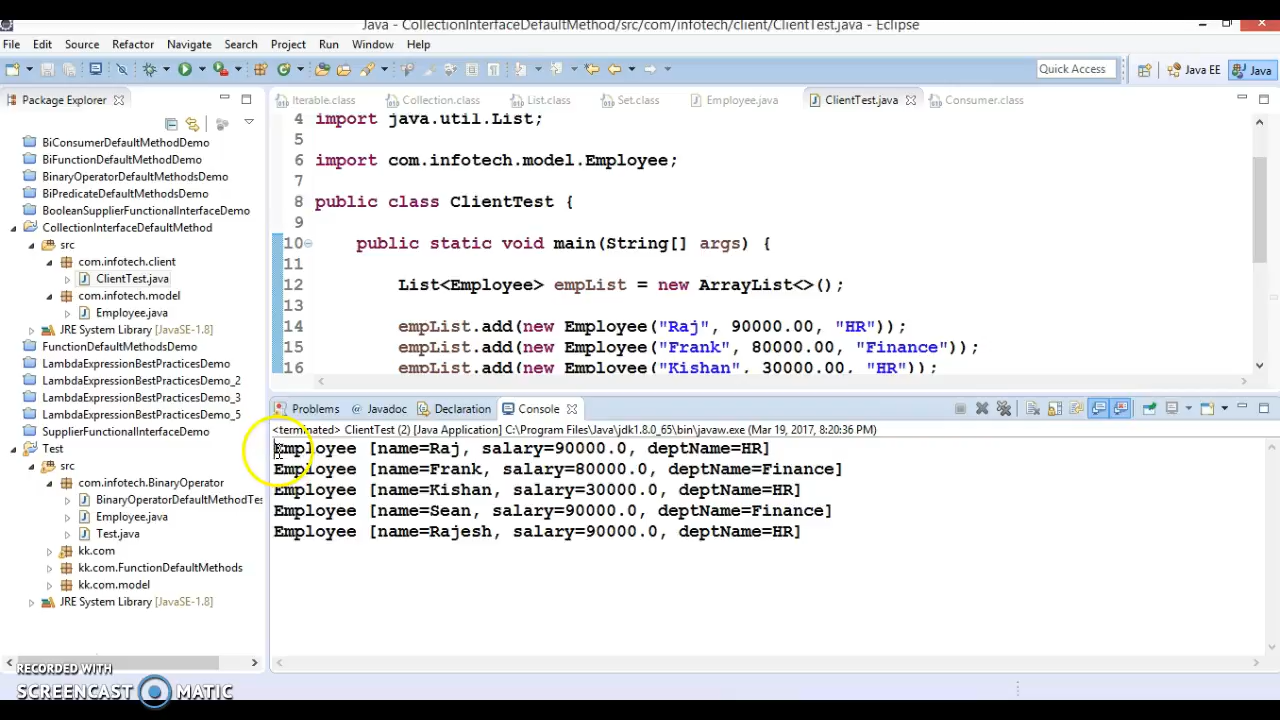 Java - CollectionInterfaceDefaultMethod/src/com/infotech/client/ClientTest.java - Eclipse
File Edit Source Refactor Navigate Search Project Run Window Help
Quick Access Java EE Java
Package Explorer
BiConsumerDefaultMethodDemo
BiFunctionDefaultMethodDemo
BinaryOperatorDefaultMethodsDemo
BiPredicateDefaultMethodDemo
BooleanSupplierFunctionalInterfaceDemo
CollectionInterfaceDefaultMethod
src
com.infotech.client
ClientTest.java
com.infotech.model
Employee.java
JRE System Library [JavaSE-1.8]
FunctionDefaultMethodsDemo
LambdaExpressionBestPracticesDemo
LambdaExpressionBestPracticesDemo_2
LambdaExpressionBestPracticesDemo_3
LambdaExpressionBestPracticesDemo_5
SupplierFunctionalInterfaceDemo
Test
src
com.infotech.BinaryOperator
BinaryOperatorDefaultMethodTes
Employee.java
Test.java
kk.com
kk.com.FunctionDefaultMethods
kk.com.model
JRE System Library [JavaSE-1.8]
Iterable.class Collection.class List.class Set.class Employee.java ClientTest.java Consumer.class
4 import java.util.List;
5
6 import com.infotech.model.Employee;
7
8 public class ClientTest {
9
10 public static void main(String[] args) {
11
12 List<Employee> empList = new ArrayList<>();
13
14 empList.add(new Employee("Raj", 90000.00, "HR"));
15 empList.add(new Employee("Frank", 80000.00, "Finance"));
16 empList.add(new Employee("Kishan", 30000.00, "HR"));
Problems @ Javadoc Declaration Console
<terminated> ClientTest (2) [Java Application] C:\Program Files\Java\jdk1.8.0_65\bin\javaw.exe (Mar 19, 2017, 8:20:36 PM)
Employee [name=Raj, salary=90000.0, deptName=HR]
Employee [name=Frank, salary=80000.0, deptName=Finance]
Employee [name=Kishan, salary=30000.0, deptName=HR]
Employee [name=Sean, salary=90000.0, deptName=Finance]
Employee [name=Rajesh, salary=90000.0, deptName=HR]
RECORDED WITH
SCREENCAST MATIC